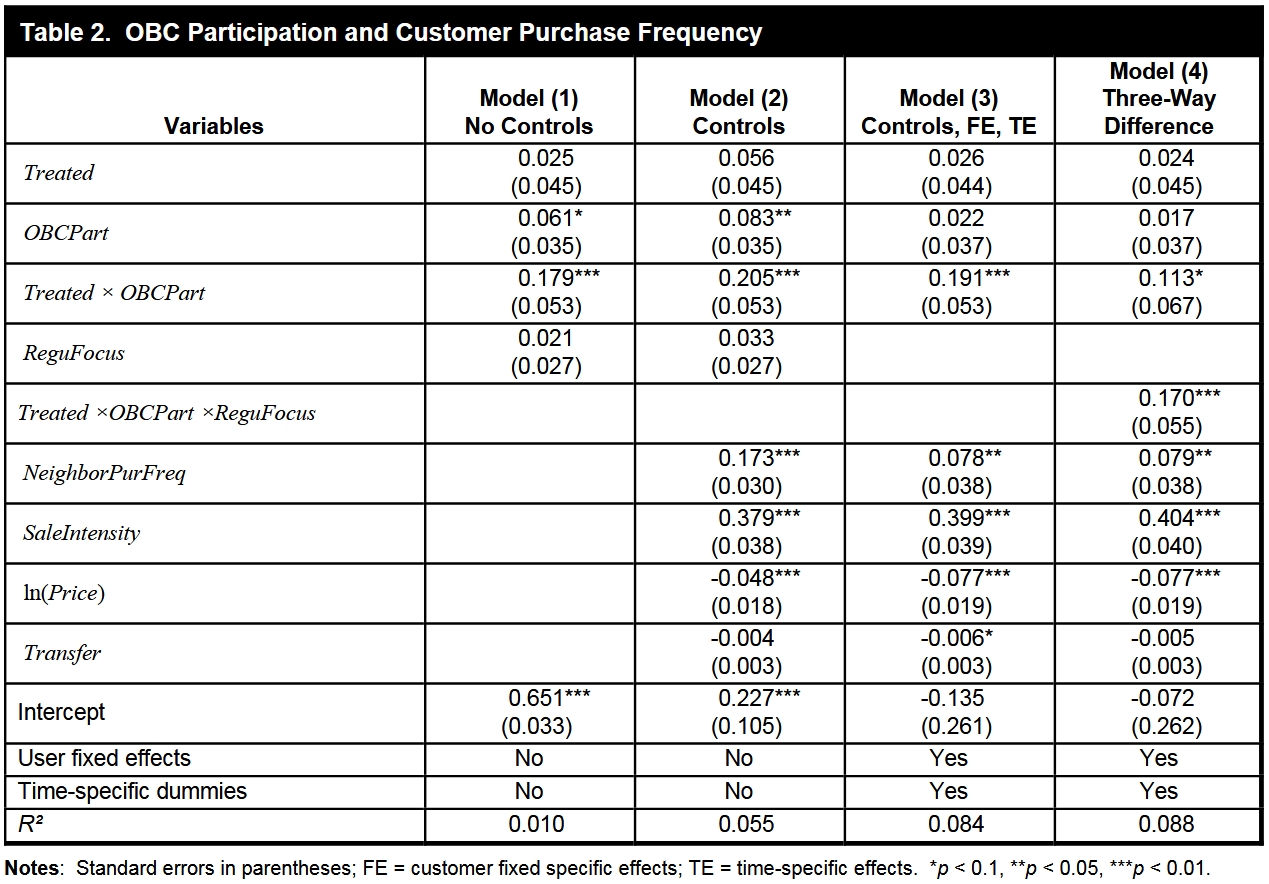 Table 2. OBC Participation and Customer Purchase Frequency
Variables
Model (1)
No Controls
Model (2)
Controls
Model (3)
Controls, FE, TE
Model (4)
Three-Way
Difference
Treated
0.025
(0.045)
0.056
(0.045)
0.026
(0.044)
0.024
(0.045)
OBCPart
0.061*
(0.035)
0.083**
(0.035)
0.022
(0.037)
0.017
(0.037)
Treated × OBCPart
0.179***
(0.053)
0.205***
(0.053)
0.191***
(0.053)
0.113*
(0.067)
ReguFocus
0.021
(0.027)
0.033
(0.027)
Treated ×OBCPart ×ReguFocus
0.170***
(0.055)
NeighborPurFreq
0.173***
(0.030)
0.078**
(0.038)
0.079**
(0.038)
SaleIntensity
0.379***
(0.038)
0.399***
(0.039)
0.404***
(0.040)
ln(Price)
-0.048***
(0.018)
-0.077***
(0.019)
-0.077***
(0.019)
Transfer
-0.004
(0.003)
-0.006*
(0.003)
-0.005
(0.003)
Intercept
0.651***
(0.033)
0.227***
(0.105)
-0.135
(0.261)
-0.072
(0.262)
User fixed effects
No
No
Yes
Yes
Time-specific dummies
No
No
Yes
Yes
R²
0.010
0.055
0.084
0.088
Notes: Standard errors in parentheses; FE = customer fixed specific effects; TE = time-specific effects. *p < 0.1, **p < 0.05, ***p < 0.01.